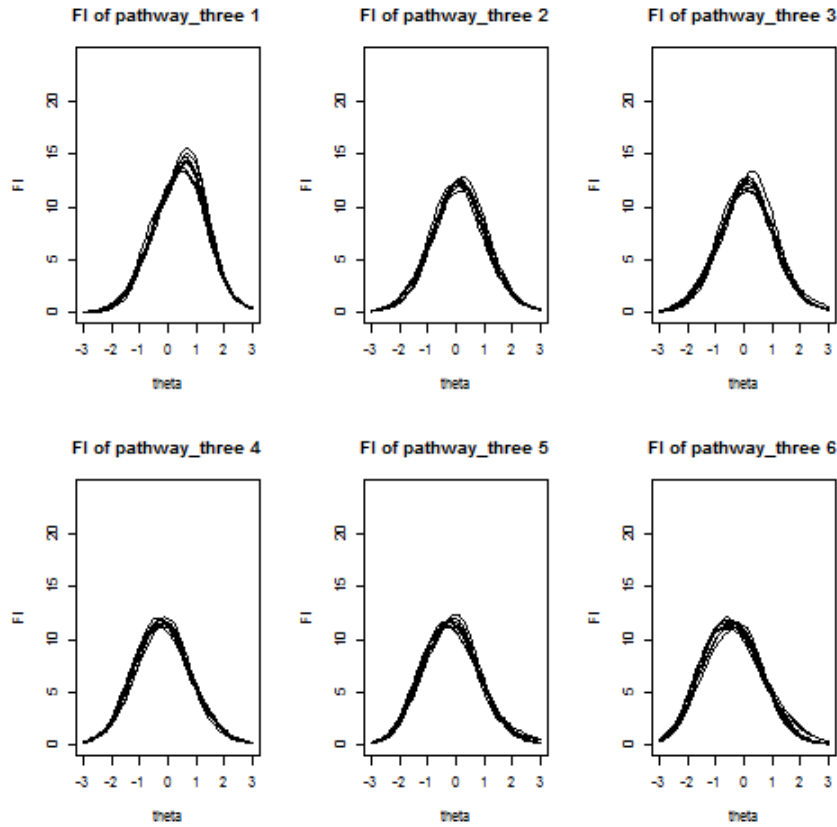 FI of pathway_three 1
FI of pathway_three 2
FI of pathway_three 3
20
15
10
5
0
FI
-3 -2 -1 0 1 2 3
theta
20
15
10
5
0
FI
-3 -2 -1 0 1 2 3
theta
20
15
10
5
0
FI
-3 -2 -1 0 1 2 3
theta
FI of pathway_three 4
FI of pathway_three 5
FI of pathway_three 6
20
15
10
5
0
FI
-3 -2 -1 0 1 2 3
theta
20
15
10
5
0
FI
-3 -2 -1 0 1 2 3
theta
20
15
10
5
0
FI
-3 -2 -1 0 1 2 3
theta